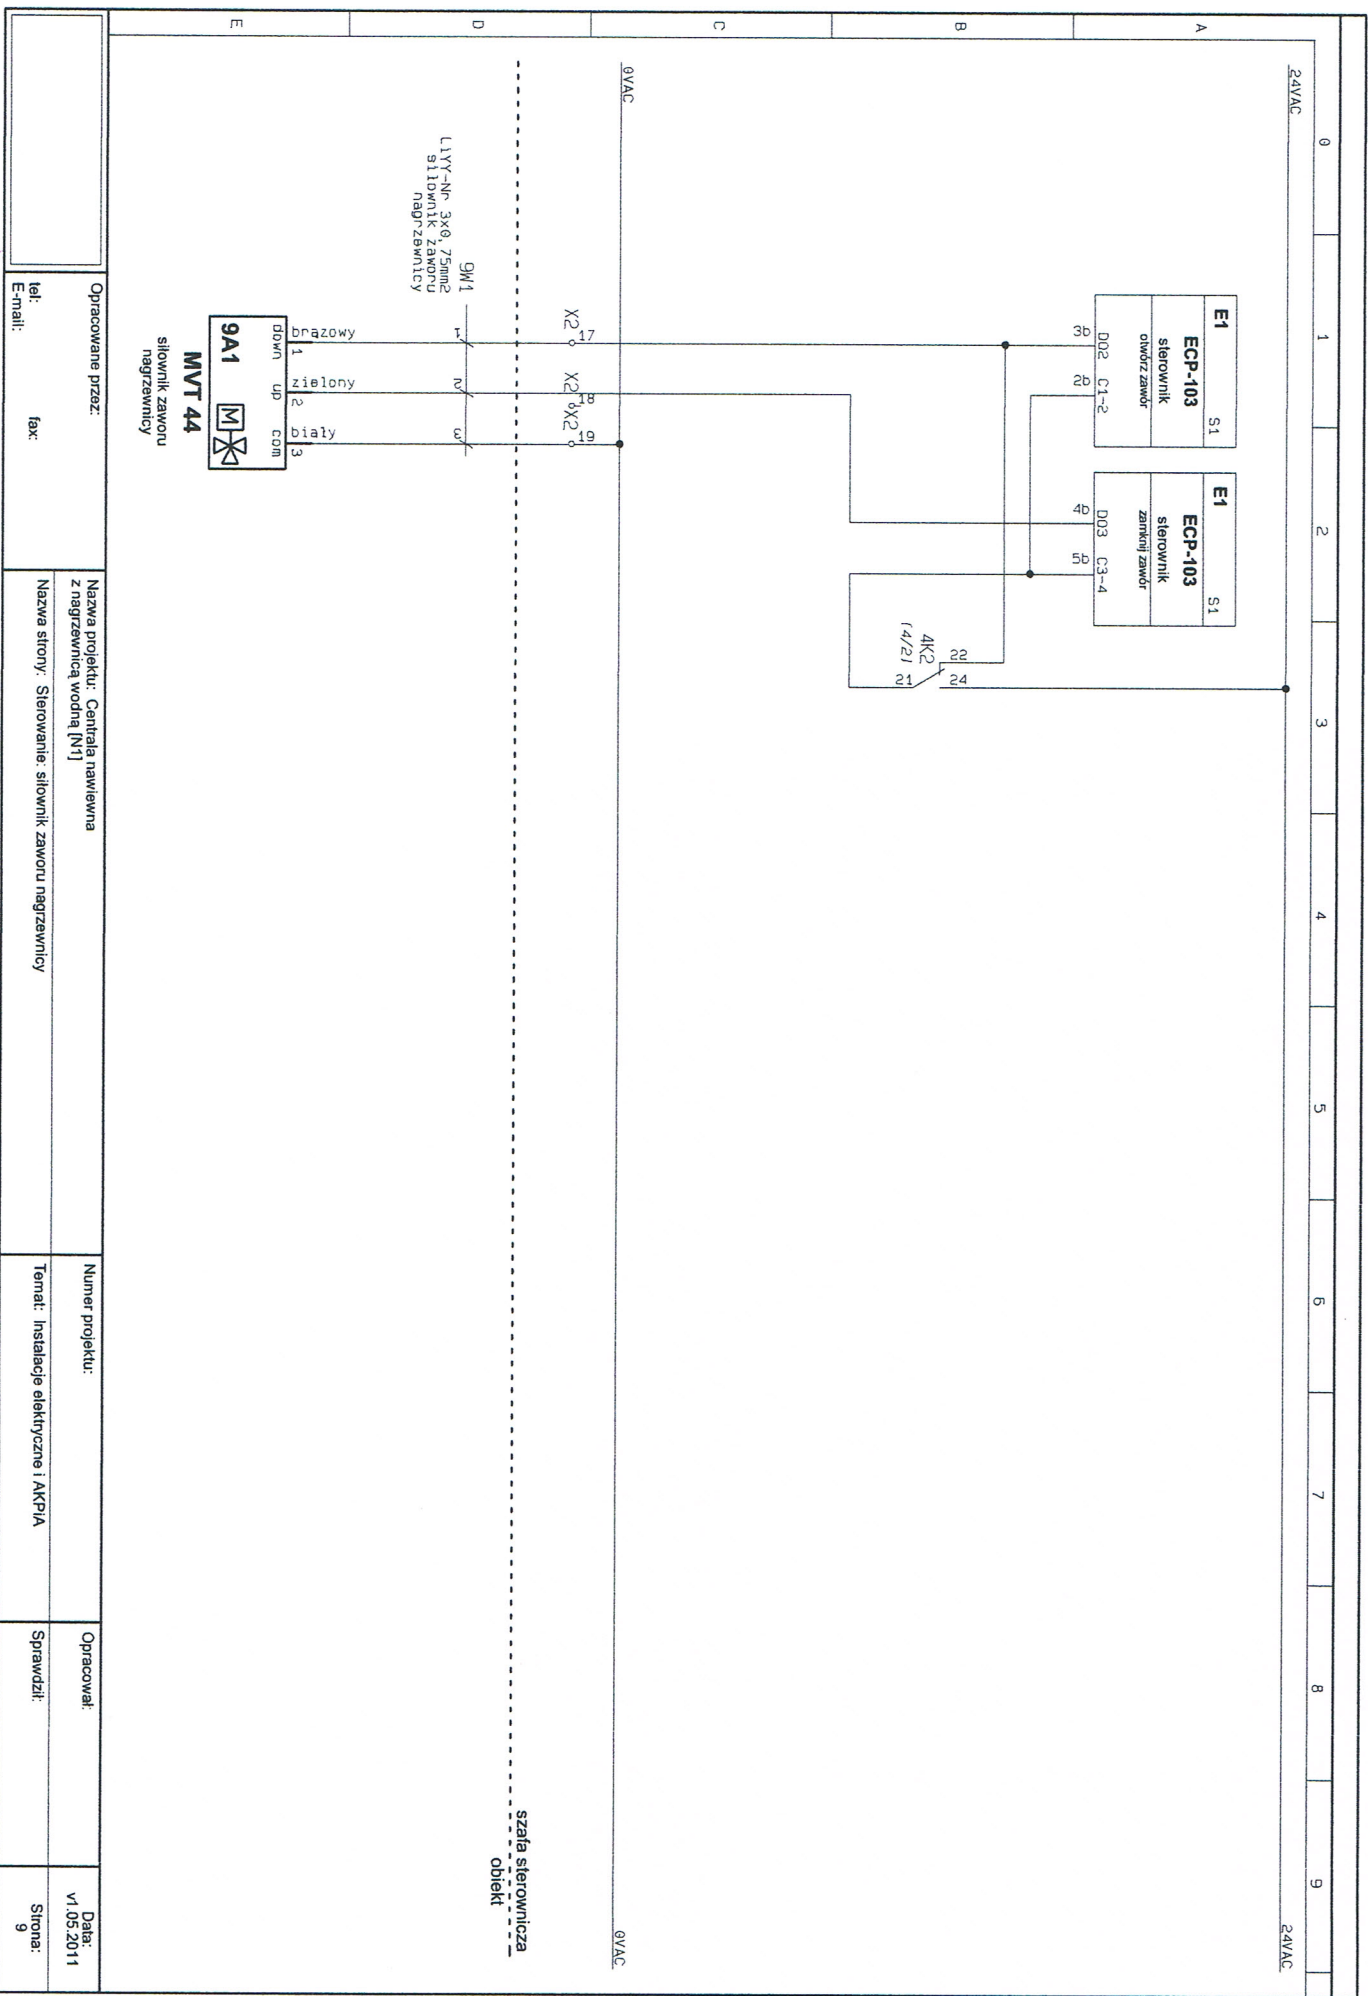 0
1
2
3
4
5
6
7
8
9
A
B
C
D
E
24VAC
24VAC
E1
S1
ECP-103
sterownik
otwórz zawór
DO2
C1-2
3b
2b
E1
S1
ECP-103
sterownik
zamknij zawór
DO3
C3-4
4b
5b
4K2
(4/2)
22
24
21
0VAC
0VAC
X2
17
X2
18
X2
19
szafa sterownicza
obiekt
9W1
LiYY-Nr 3x0,75mm2
siłownik zaworu
nagrzewnicy
1
2
3
brązowy
zielony
biały
1
2
3
down
up
com
9A1
M
MVT 44
siłownik zaworu
nagrzewnicy
Opracowane przez:
tel:
fax:
E-mail:
Nazwa projektu: Centrala nawiewna
z nagrzewnicą wodną [N1]
Nazwa strony: Sterowanie: siłownik zaworu nagrzewnicy
Numer projektu:
Temat: Instalacje elektryczne i AKPiA
Opracował:
Sprawdził:
Data:
v1.05.2011
Strona:
9